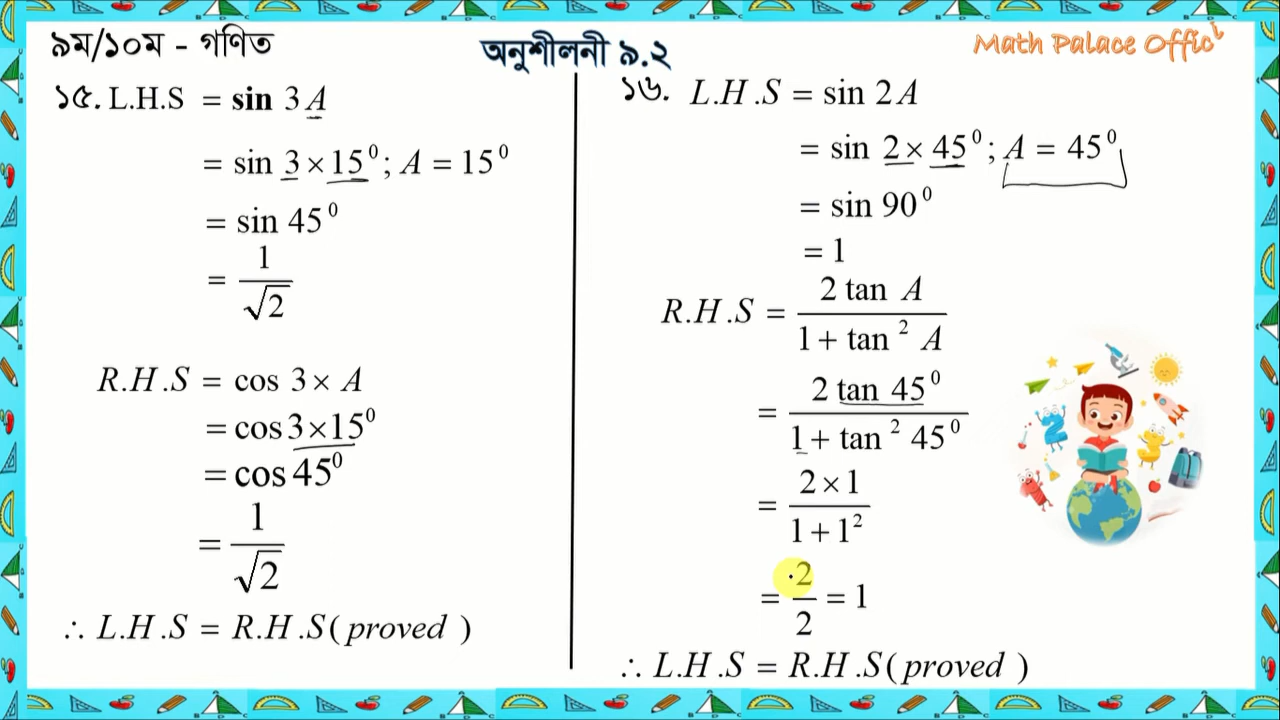 ৯ম/১০ম - গণিত
অনুশীলনী ৯.২
Math Palace Offic
১৫. L.H.S = sin 3A
= sin 3 × 15⁰ ; A = 15⁰
= sin 45⁰
= 1/√2
R.H.S = cos 3 × A
= cos 3 × 15⁰
= cos 45⁰
= 1/√2
∴ L.H.S = R.H.S (proved )
১৬. L.H.S = sin 2A
= sin 2 × 45⁰ ; A = 45⁰
= sin 90⁰
= 1
R.H.S = 2 tan A / 1 + tan² A
= 2 tan 45⁰ / 1 + tan² 45⁰
= 2 × 1 / 1 + 1²
= 2/2 = 1
∴ L.H.S = R.H.S (proved )